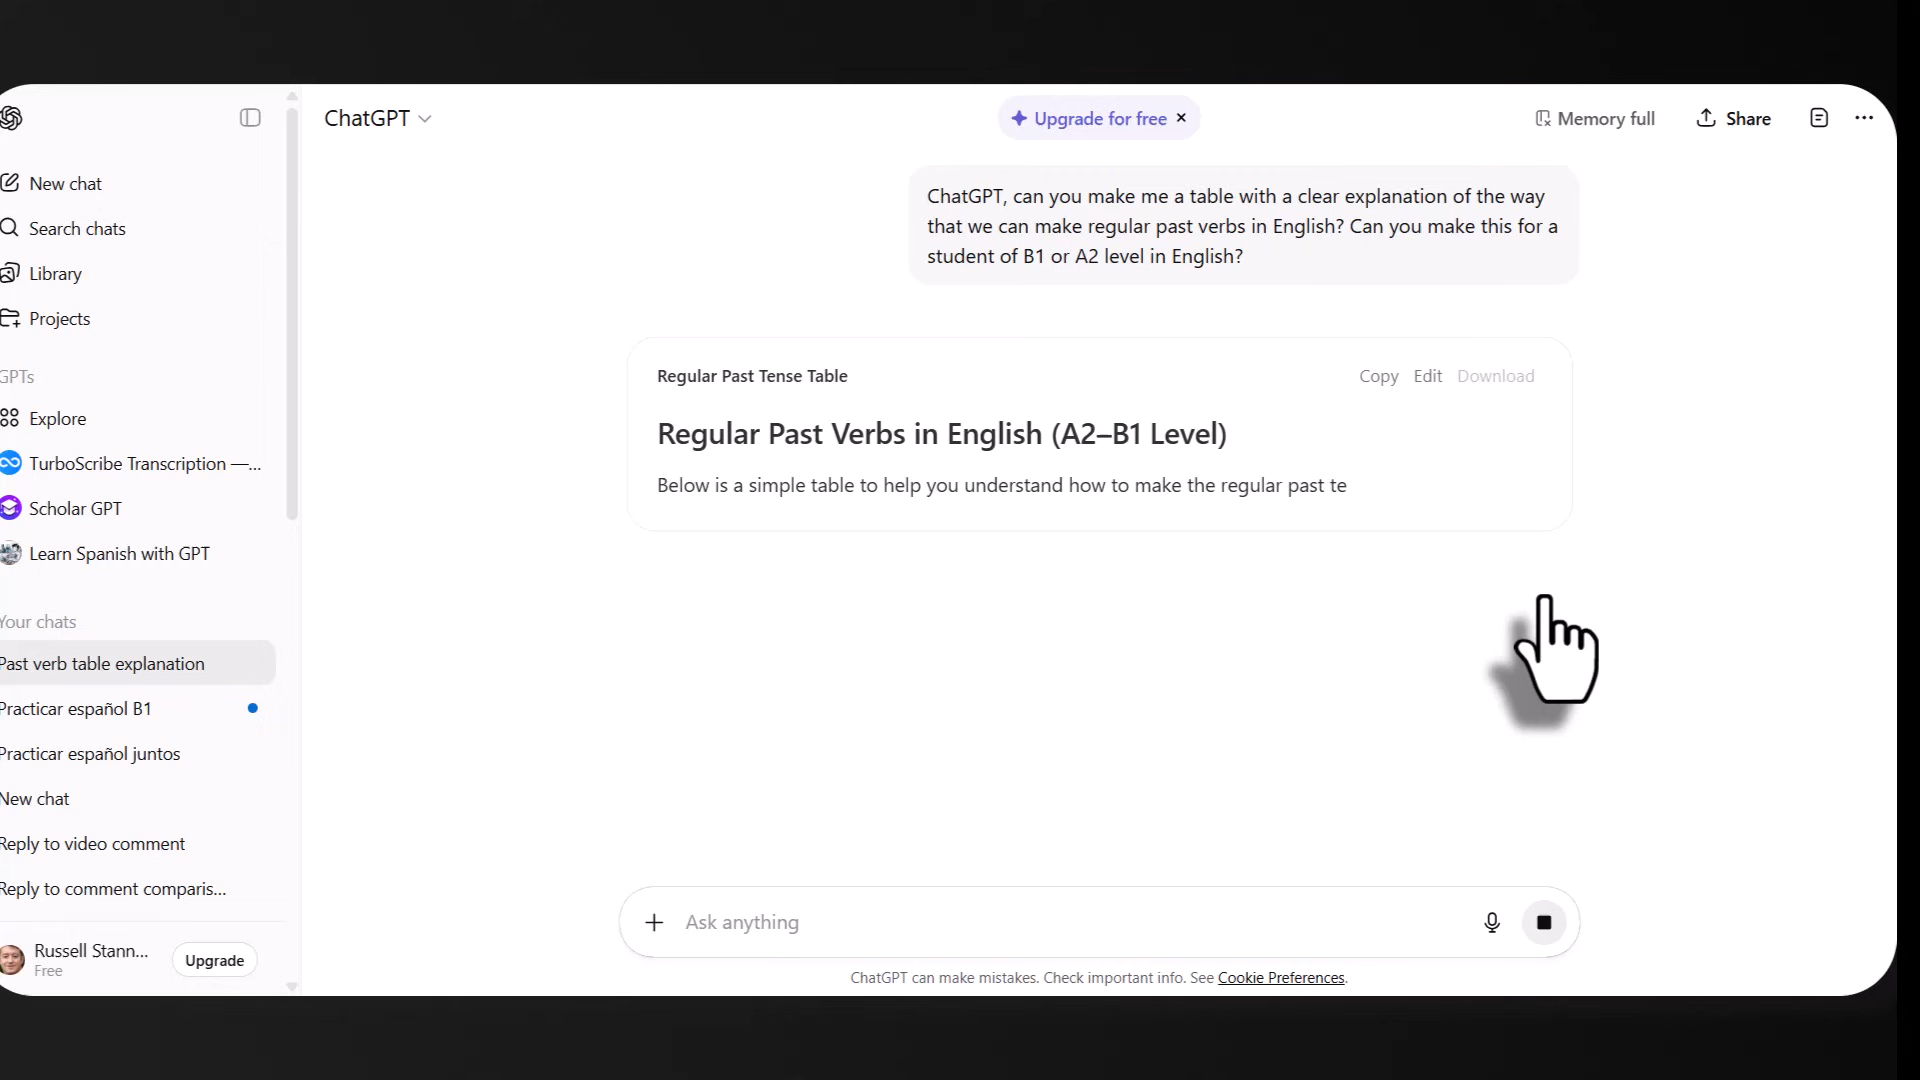 ChatGPT
Upgrade for free
Memory full
Share
New chat
Search chats
Library
Projects
GPTs
Explore
TurboScribe Transcription —...
Scholar GPT
Learn Spanish with GPT
Your chats
Past verb table explanation
Practicar español B1
Practicar español juntos
New chat
Reply to video comment
Reply to comment comparis...
Russell Stann...
Free
Upgrade
ChatGPT, can you make me a table with a clear explanation of the way
that we can make regular past verbs in English? Can you make this for a
student of B1 or A2 level in English?
Regular Past Tense Table
Copy Edit Download
Regular Past Verbs in English (A2–B1 Level)
Below is a simple table to help you understand how to make the regular past te
Ask anything
ChatGPT can make mistakes. Check important info. See Cookie Preferences.